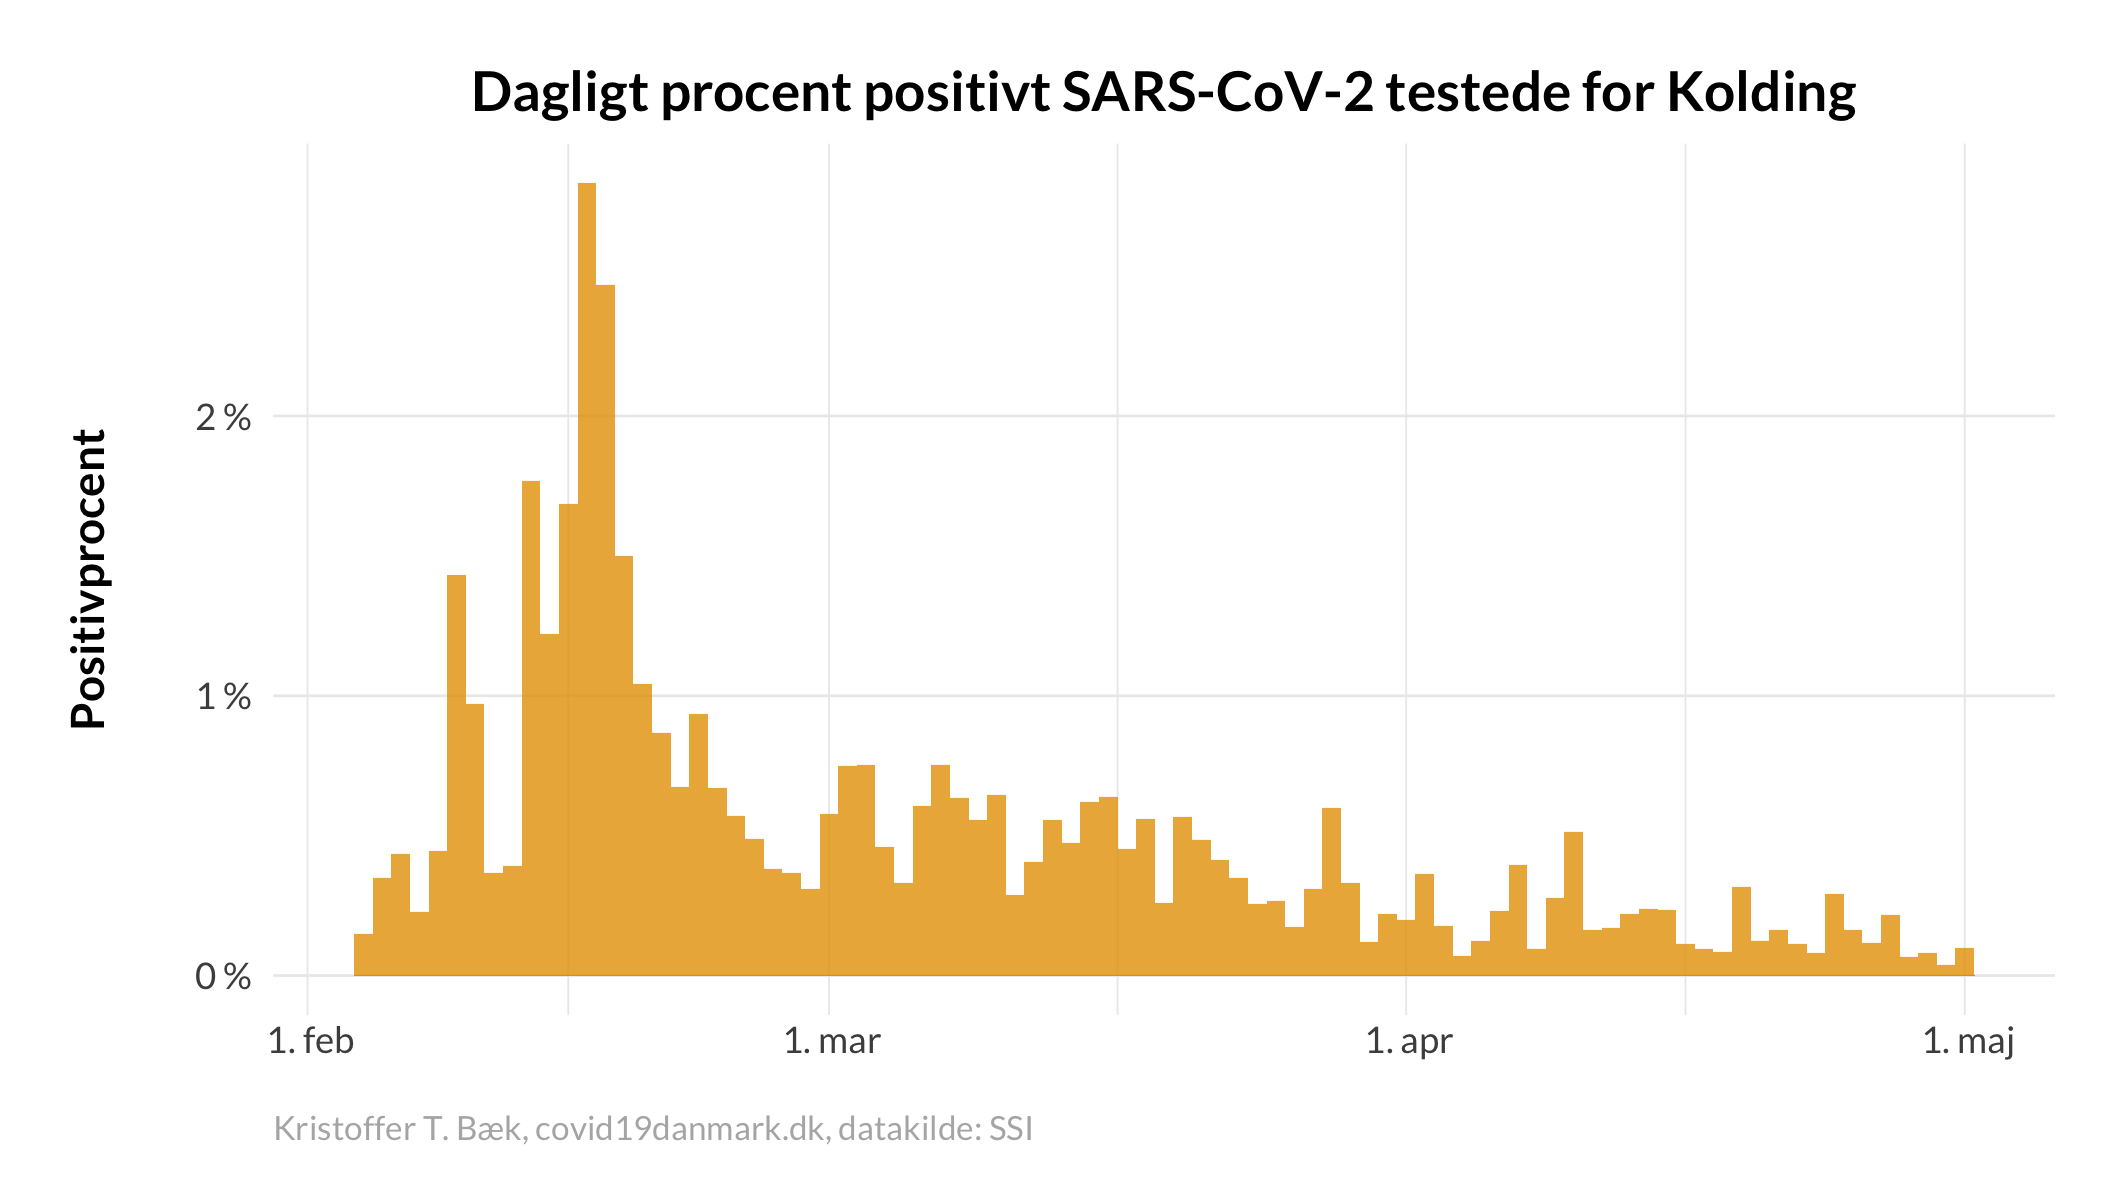 Dagligt procent positivt SARS-CoV-2 testede for Kolding
Positivprocent
2 %
1 %
0 %
1. feb
1. mar
1. apr
1. maj
Kristoffer T. Bæk, covid19danmark.dk, datakilde: SSI